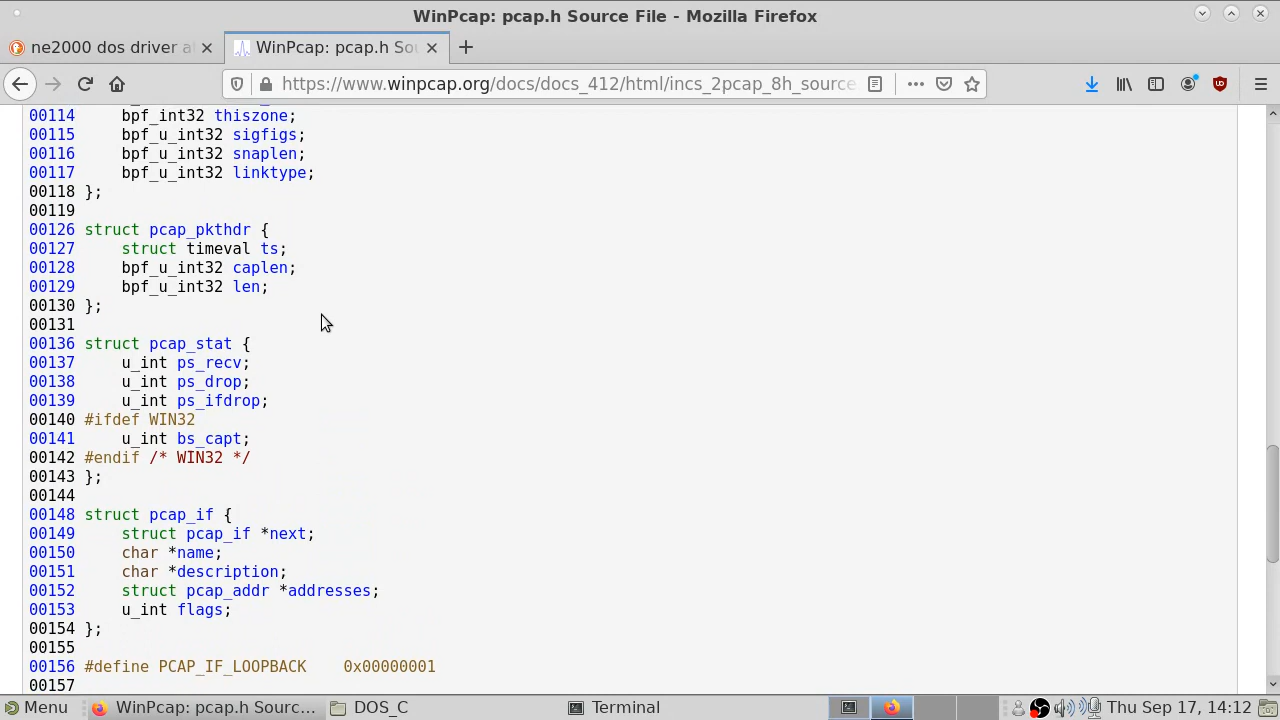 WinPcap: pcap.h Source File - Mozilla Firefox
ne2000 dos driver a
WinPcap: pcap.h Sou
https://www.winpcap.org/docs/docs_412/html/incs_2pcap_8h_source
00114 bpf_int32 thiszone;
00115 bpf_u_int32 sigfigs;
00116 bpf_u_int32 snaplen;
00117 bpf_u_int32 linktype;
00118 };
00119
00126 struct pcap_pkthdr {
00127 struct timeval ts;
00128 bpf_u_int32 caplen;
00129 bpf_u_int32 len;
00130 };
00131
00136 struct pcap_stat {
00137 u_int ps_recv;
00138 u_int ps_drop;
00139 u_int ps_ifdrop;
00140 #ifdef WIN32
00141 u_int bs_capt;
00142 #endif /* WIN32 */
00143 };
00144
00148 struct pcap_if {
00149 struct pcap_if *next;
00150 char *name;
00151 char *description;
00152 struct pcap_addr *addresses;
00153 u_int flags;
00154 };
00155
00156 #define PCAP_IF_LOOPBACK 0x00000001
00157
Menu WinPcap: pcap.h Sourc... DOS_C Terminal Thu Sep 17, 14:12